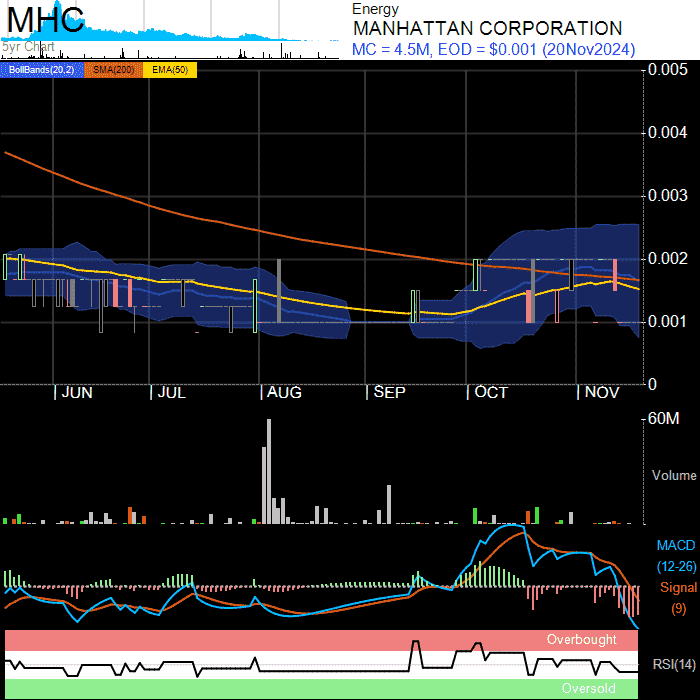 MHC
5yr Chart
Energy
MANHATTAN CORPORATION
MC = 4.5M, EOD = $0.001 (20Nov2024)
BollBands(20,2) SMA(200) EMA(50)
0.005
0.004
0.003
0.002
0.001
0
JUN JUL AUG SEP OCT NOV
60M
Volume
MACD
(12-26)
Signal
(9)
Overbought
RSI(14)
Oversold